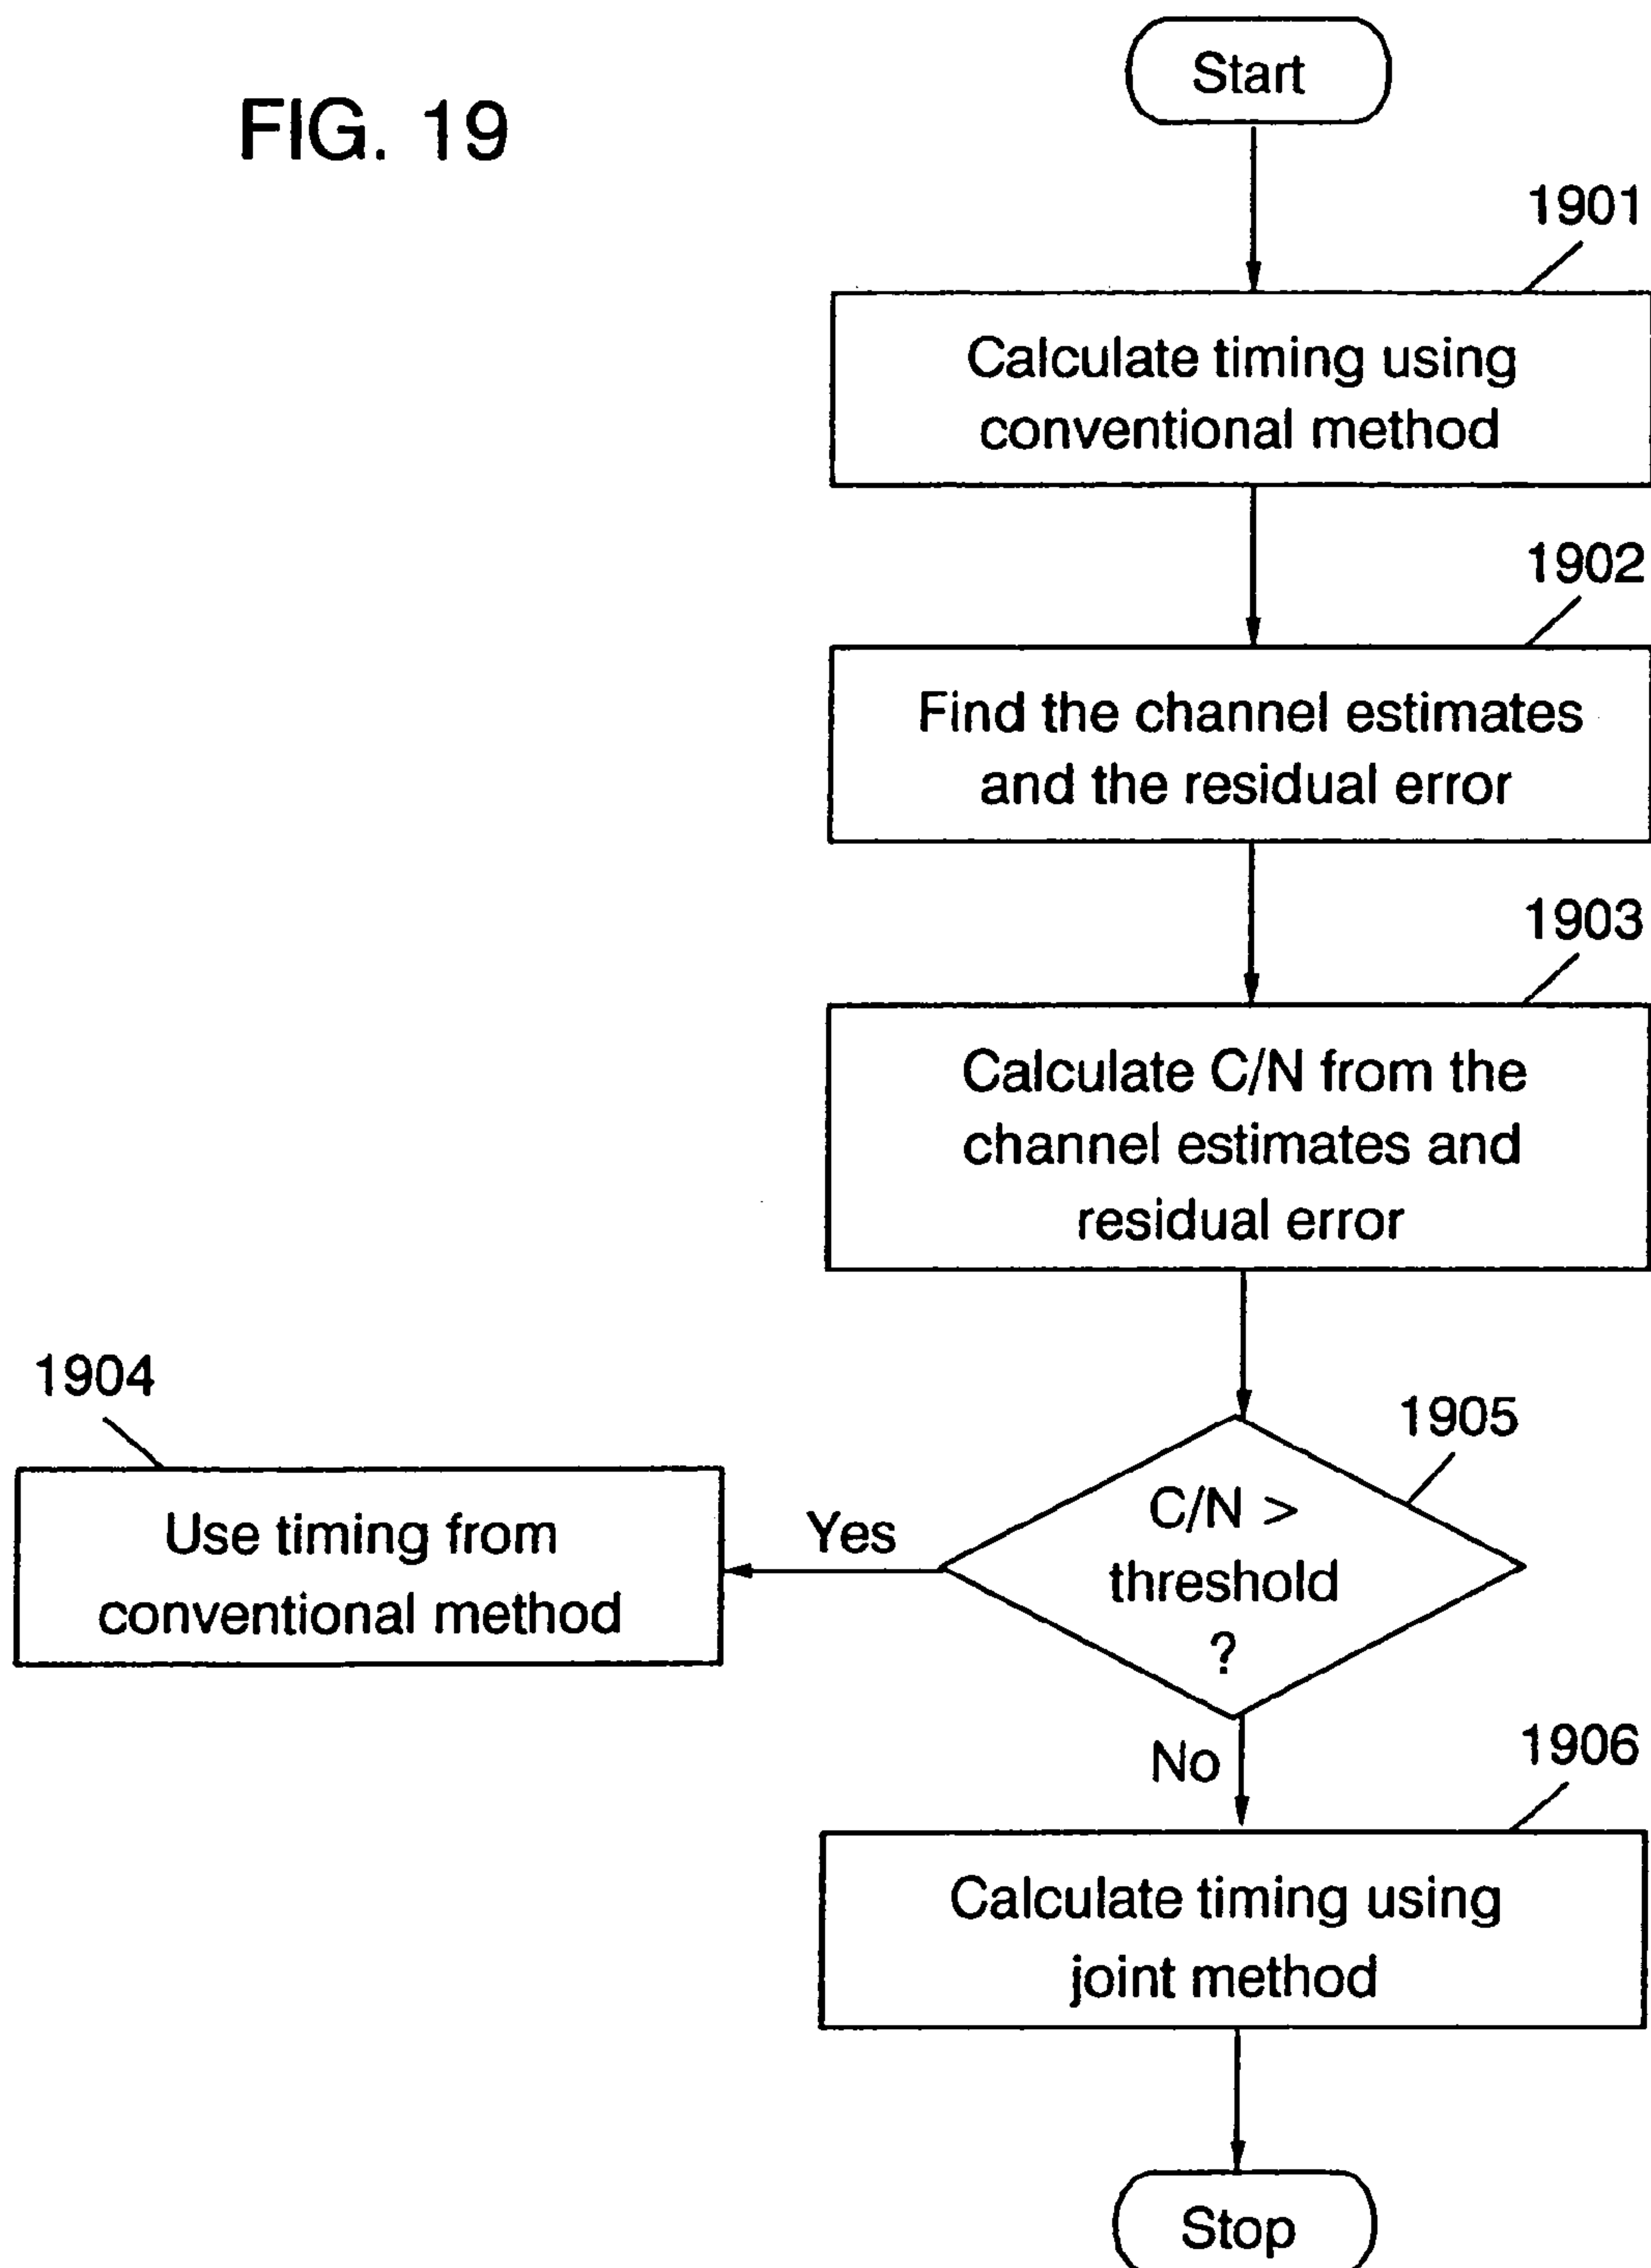 FIG. 19
Start
1901
Calculate timing using
conventional method
1902
Find the channel estimates
and the residual error
1903
Calculate C/N from the
channel estimates and
residual error
1904
Use timing from
conventional method
Yes
1905
C/N >
threshold
?
No
1906
Calculate timing using
joint method
Stop